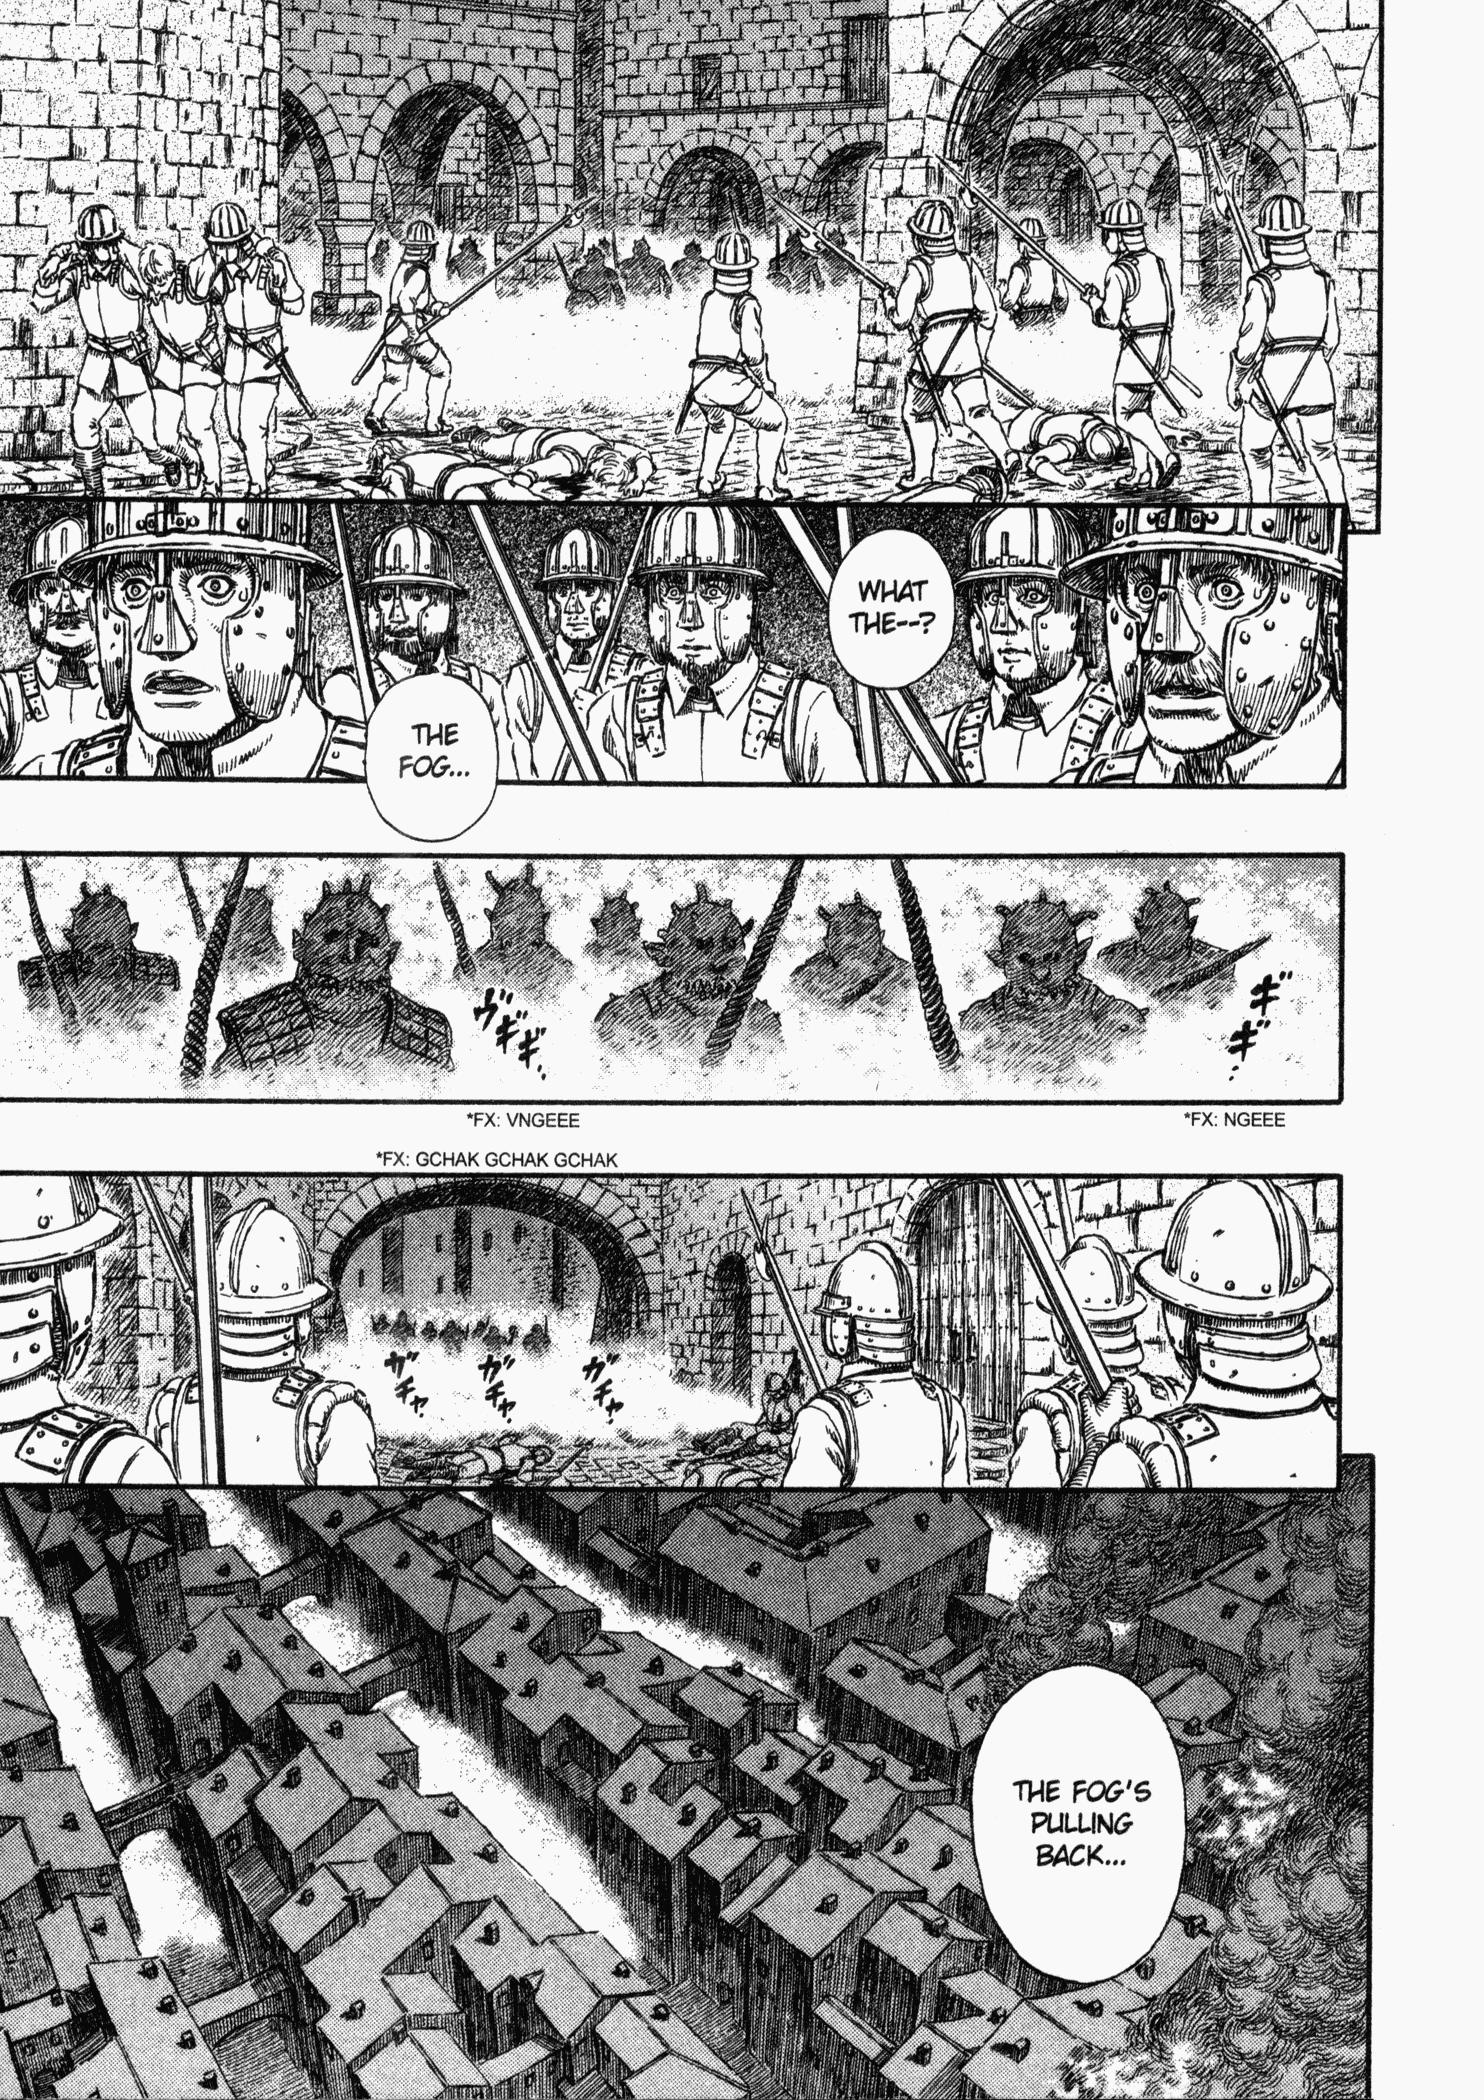 WHAT
THE--?
THE
FOG...
ギギ…
ヴギギ…
*FX: NGEEE
*FX: VNGEEE
*FX: GCHAK GCHAK GCHAK
ガチャ
ガチャ
ガチャ
THE FOG'S
PULLING
BACK...